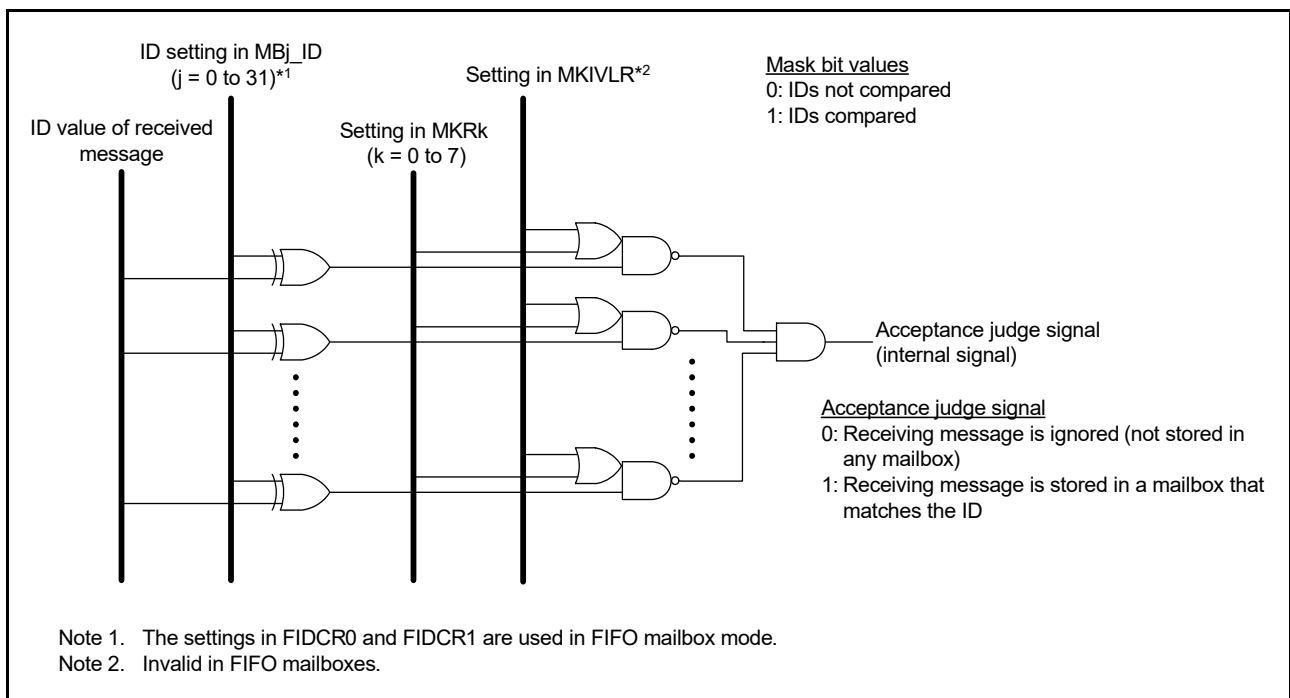 ID setting in MBj_ID
(j = 0 to 31)*1
Setting in MKIVLR*2
Mask bit values
0: IDs not compared
1: IDs compared
ID value of received
message
Setting in MKRk
(k = 0 to 7)
Acceptance judge signal
(internal signal)
Acceptance judge signal
0: Receiving message is ignored (not stored in
any mailbox)
1: Receiving message is stored in a mailbox that
matches the ID
Note 1. The settings in FIDCR0 and FIDCR1 are used in FIFO mailbox mode.
Note 2. Invalid in FIFO mailboxes.